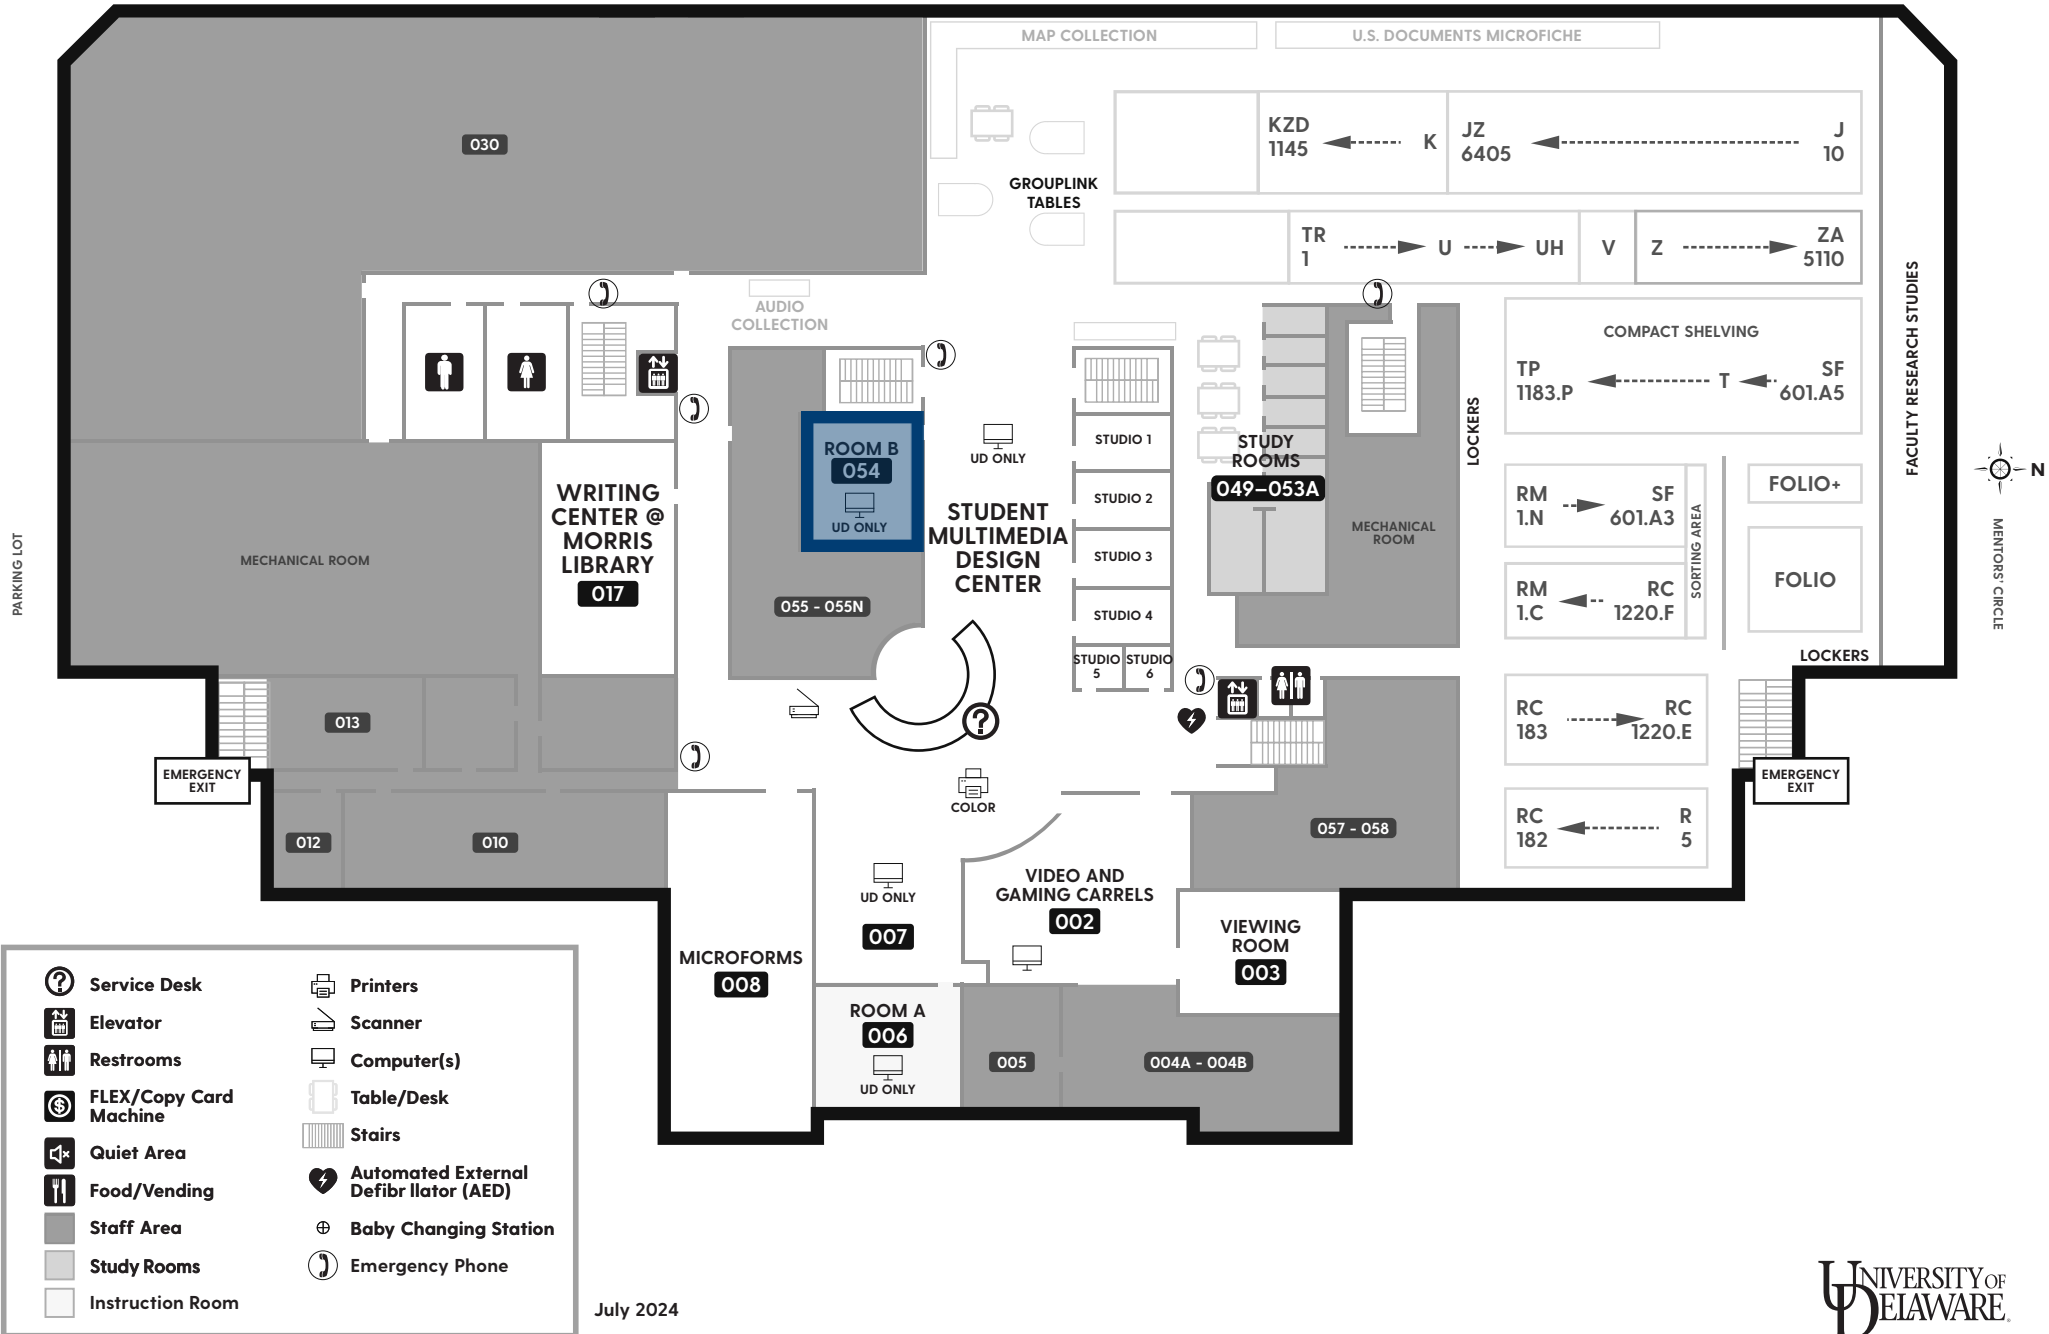 MAP COLLECTION
U.S. DOCUMENTS MICROFICHE
030
KZD
1145
K
JZ
6405
J
10
GROUPLINK
TABLES
TR
1
U
UH
V
Z
ZA
5110
FACULTY RESEARCH STUDIES
AUDIO
COLLECTION
COMPACT SHELVING
TP
1183.P
T
SF
601.A5
LOCKERS
STUDIO 1
STUDIO 2
STUDIO 3
STUDIO 4
STUDIO
5
STUDIO
6
STUDY
ROOMS
049–053A
MECHANICAL
ROOM
ROOM B
054
UD ONLY
UD ONLY
STUDENT
MULTIMEDIA
DESIGN
CENTER
WRITING
CENTER @
MORRIS
LIBRARY
017
MECHANICAL ROOM
PARKING LOT
055 - 055N
RM
1.N
SF
601.A3
RM
1.C
RC
1220.F
SORTING AREA
FOLIO+
FOLIO
LOCKERS
N
MENTORS' CIRCLE
RC
183
RC
1220.E
RC
182
R
5
013
EMERGENCY
EXIT
012
010
COLOR
EMERGENCY
EXIT
057 - 058
UD ONLY
007
VIDEO AND
GAMING CARRELS
002
VIEWING
ROOM
003
MICROFORMS
008
ROOM A
006
UD ONLY
005
004A - 004B
Service Desk
Elevator
Restrooms
FLEX/Copy Card
Machine
Quiet Area
Food/Vending
Staff Area
Study Rooms
Instruction Room
Printers
Scanner
Computer(s)
Table/Desk
Stairs
Automated External
Defibr llator (AED)
Baby Changing Station
Emergency Phone
July 2024
UNIVERSITY OF
DELAWARE